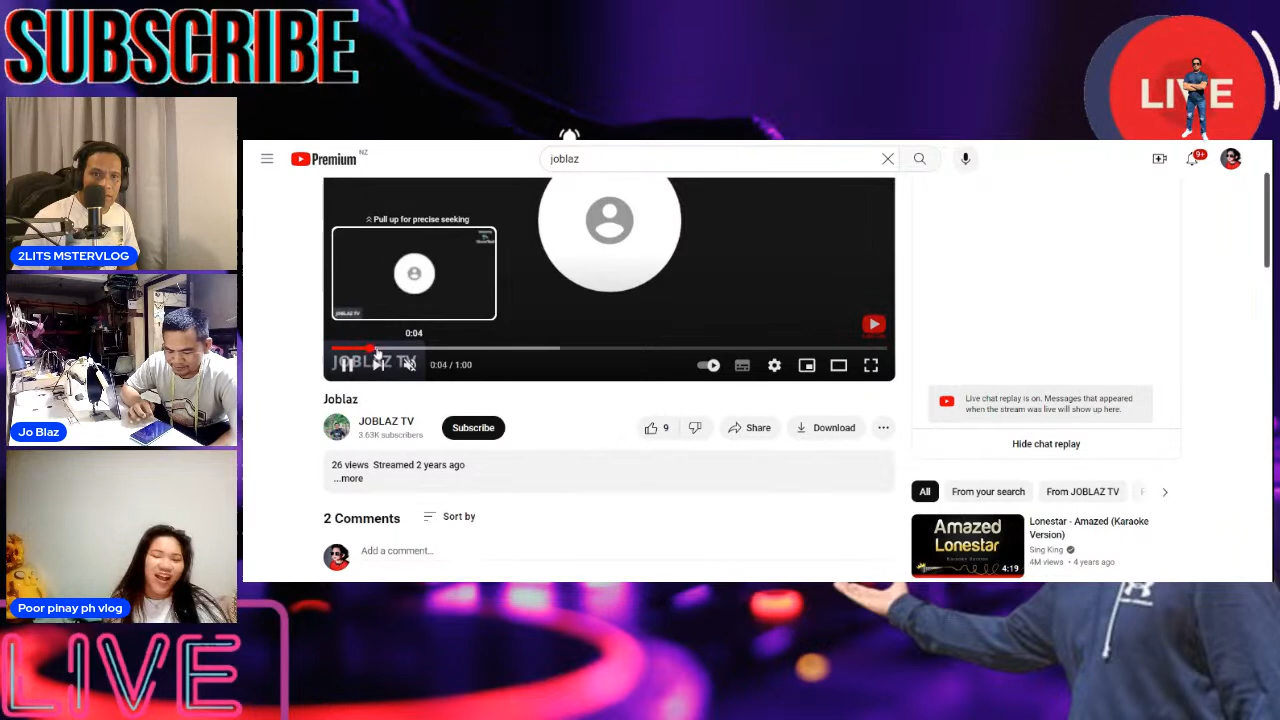 SUBSCRIBE
LIVE
2LITS MSTERVLOG
Jo Blaz
Poor pinay ph vlog
LIVE
Premium NZ
joblaz
9+
Pull up for precise seeking
JOBLAZ TV
0:04
JOBLAZ TV
0:04 / 1:00
Joblaz
JOBLAZ TV
3.63K subscribers
Subscribe
9
Share
Download
26 views Streamed 2 years ago
...more
2 Comments
Sort by
Add a comment...
Live chat replay is on. Messages that appeared
when the stream was live will show up here.
Hide chat replay
All
From your search
From JOBLAZ TV
F
Amazed
Lonestar
4:19
Lonestar - Amazed (Karaoke
Version)
Sing King
4M views • 4 years ago